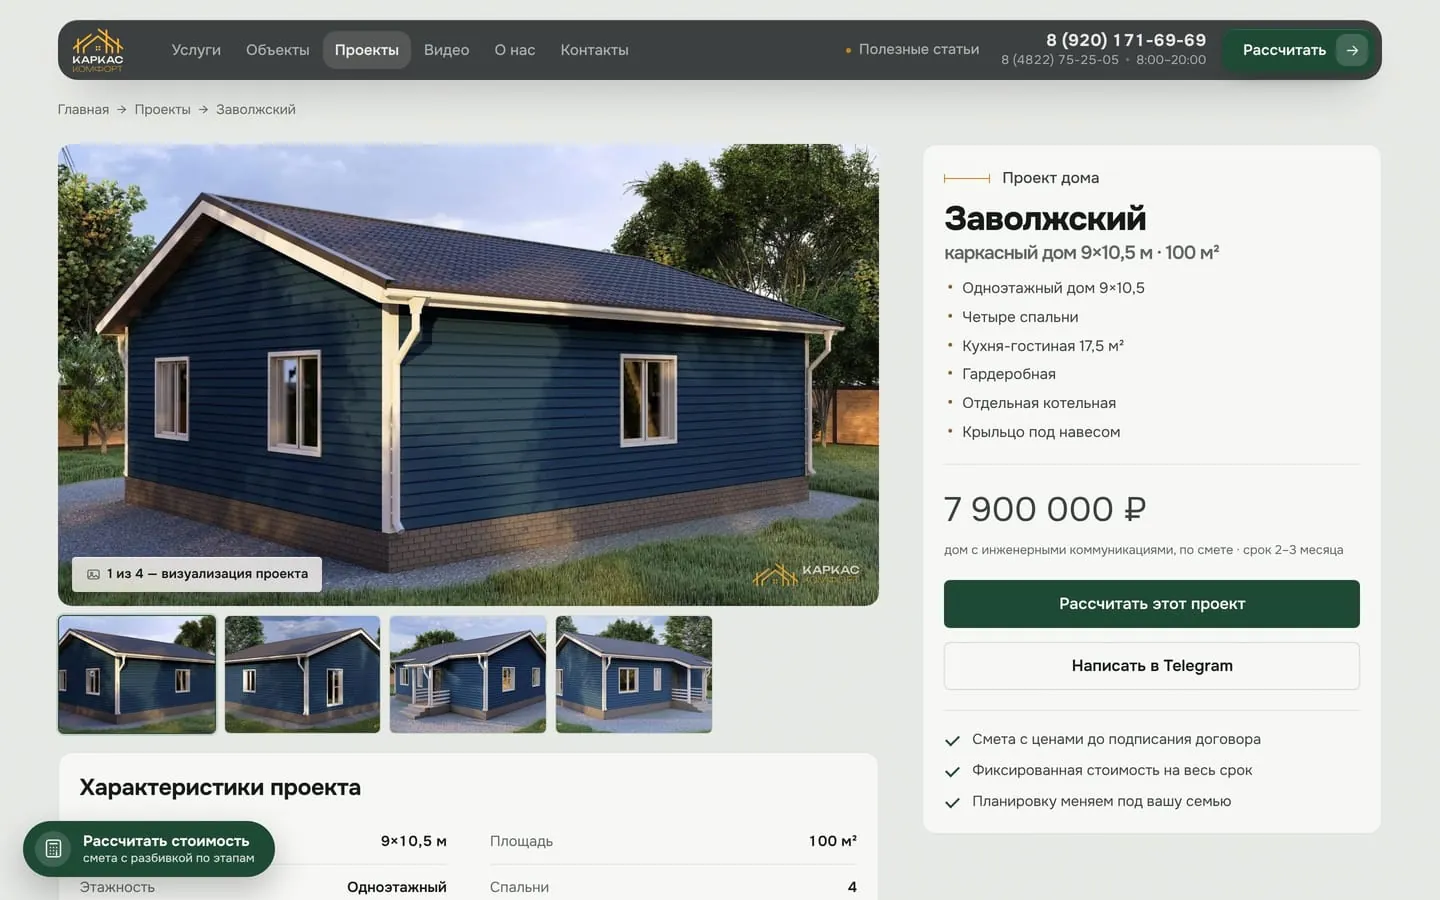 КАРКАС
КОМФОРТ
Услуги
Объекты
Проекты
Видео
О нас
Контакты
Полезные статьи
8 (920) 171-69-69
8 (4822) 75-25-05 • 8:00–20:00
Рассчитать →
Главная → Проекты → Заволжский
1 из 4 — визуализация проекта
КАРКАС
КОМФОРТ
Проект дома
Заволжский
каркасный дом 9×10,5 м · 100 м²
• Одноэтажный дом 9×10,5
• Четыре спальни
• Кухня-гостиная 17,5 м²
• Гардеробная
• Отдельная котельная
• Крыльцо под навесом
7 900 000 ₽
дом с инженерными коммуникациями, по смете · срок 2–3 месяца
Рассчитать этот проект
Написать в Telegram
Смета с ценами до подписания договора
Фиксированная стоимость на весь срок
Планировку меняем под вашу семью
Характеристики проекта
9×10,5 м
Площадь 100 м²
Этажность Одноэтажный
Спальни 4
Рассчитать стоимость
смета с разбивкой по этапам